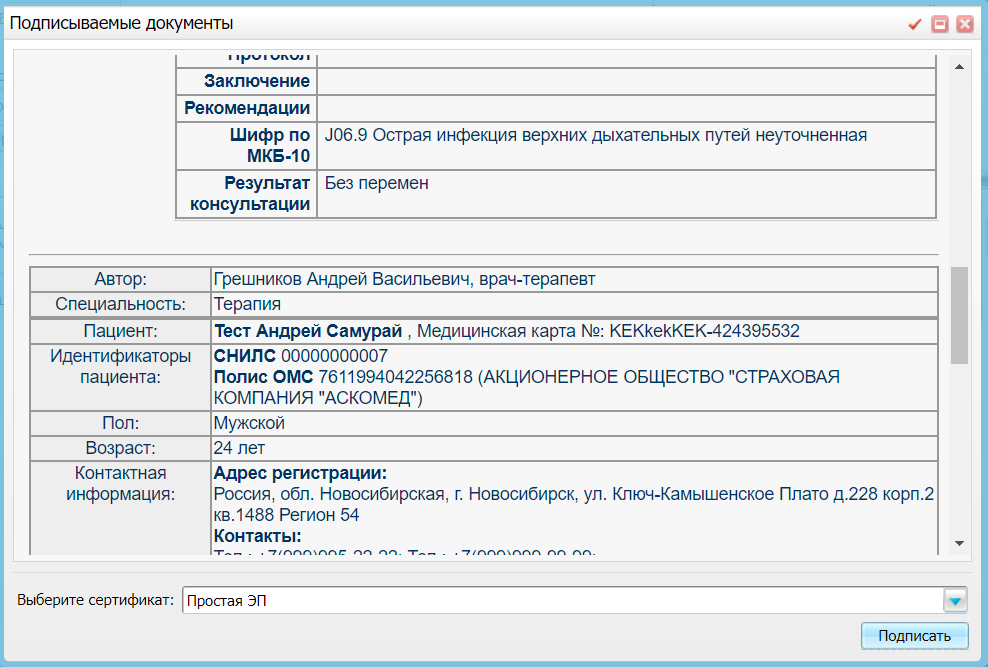 Подписываемые документы
Протокол
Заключение
Рекомендации
Шифр по МКБ-10 J06.9 Острая инфекция верхних дыхательных путей неуточненная
Результат консультации Без перемен
Автор: Грешников Андрей Васильевич, врач-терапевт
Специальность: Терапия
Пациент: Тест Андрей Самурай , Медицинская карта №: KEKkekKEK-424395532
Идентификаторы пациента: СНИЛС 00000000007
Полис ОМС 7611994042256818 (АКЦИОНЕРНОЕ ОБЩЕСТВО "СТРАХОВАЯ
КОМПАНИЯ "АСКОМЕД")
Пол: Мужской
Возраст: 24 лет
Контактная информация: Адрес регистрации:
Россия, обл. Новосибирская, г. Новосибирск, ул. Ключ-Камышенское Плато д.228 корп.2
кв.1488 Регион 54
Контакты:
Выберите сертификат: Простая ЭП
Подписать